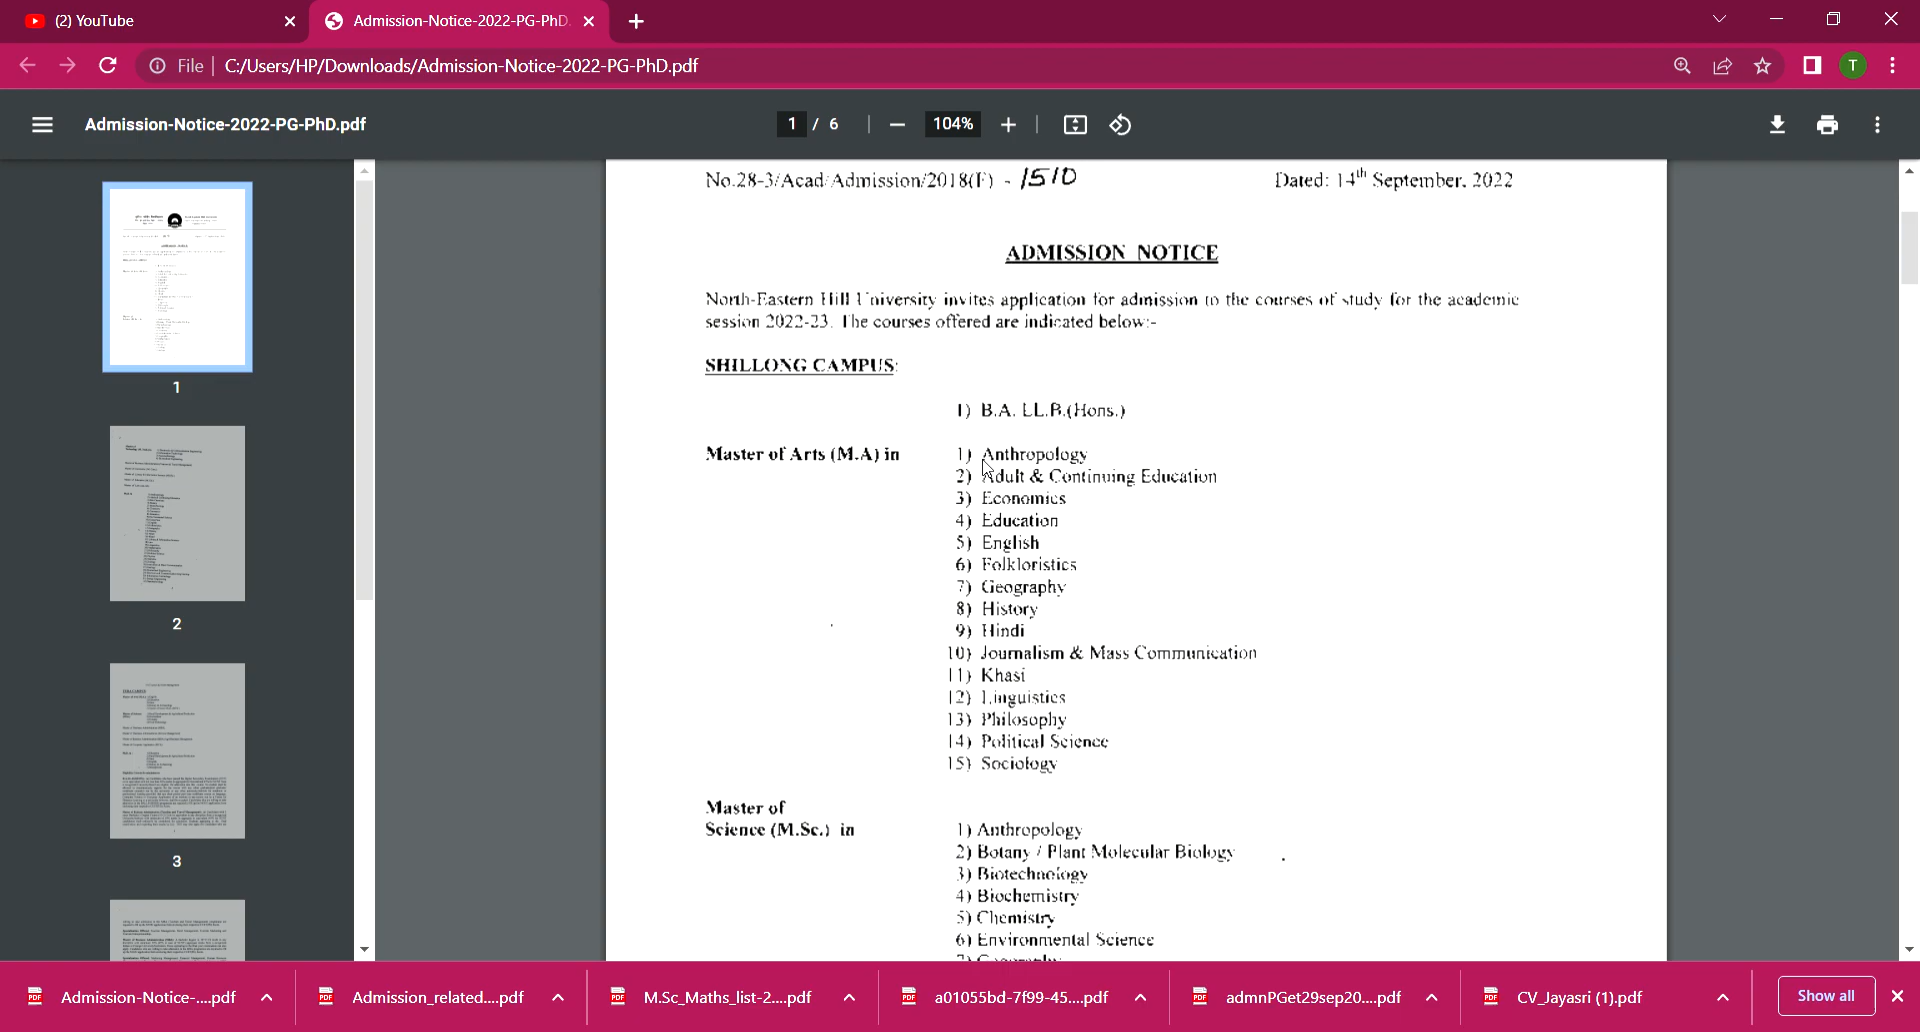 (2) YouTube
Admission-Notice-2022-PG-PhD.
File
C:/Users/HP/Downloads/Admission-Notice-2022-PG-PhD.pdf
T
Admission-Notice-2022-PG-PhD.pdf
1 / 6
104%
No.28-3/Acad/Admission/2018(F) - 1510
Dated: 14th September, 2022
ADMISSION NOTICE
North-Eastern Hill University invites application for admission to the courses of study for the academic
session 2022-23. The courses offered are indicated below:-
SHILLONG CAMPUS:
1) B.A. LL.B.(Hons.)
Master of Arts (M.A) in
1) Anthropology
2) Adult & Continuing Education
3) Economics
4) Education
5) English
6) Folkloristics
7) Geography
8) History
9) Hindi
10) Journalism & Mass Communication
11) Khasi
12) Linguistics
13) Philosophy
14) Political Science
15) Sociology
Master of
Science (M.Sc.) in
1) Anthropology
2) Botany / Plant Molecular Biology
3) Biotechnology
4) Biochemistry
5) Chemistry
6) Environmental Science
1
2
3
Admission-Notice-....pdf
Admission_related....pdf
M.Sc_Maths_list-2....pdf
a01055bd-7f99-45....pdf
admnPGet29sep20....pdf
CV_Jayasri (1).pdf
Show all